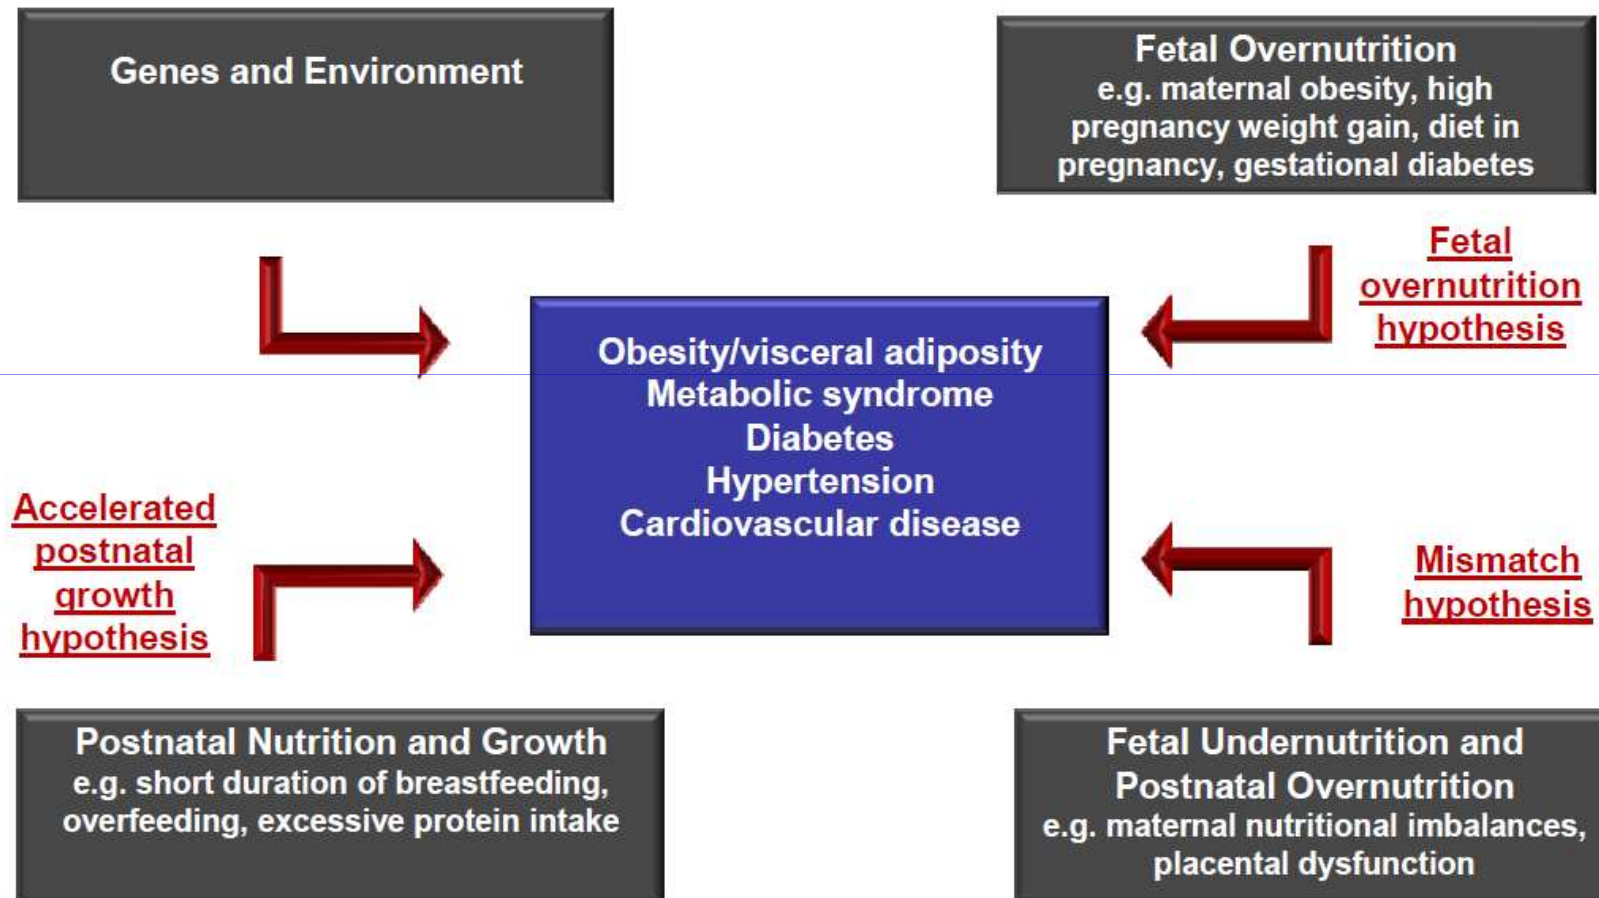 Genes and Environment
Fetal Overnutrition
e.g. maternal obesity, high
pregnancy weight gain, diet in
pregnancy, gestational diabetes
Fetal
overnutrition
hypothesis
Obesity/visceral adiposity
Metabolic syndrome
Diabetes
Hypertension
Cardiovascular disease
Accelerated
postnatal
growth
hypothesis
Mismatch
hypothesis
Postnatal Nutrition and Growth
e.g. short duration of breastfeeding,
overfeeding, excessive protein intake
Fetal Undernutrition and
Postnatal Overnutrition
e.g. maternal nutritional imbalances,
placental dysfunction